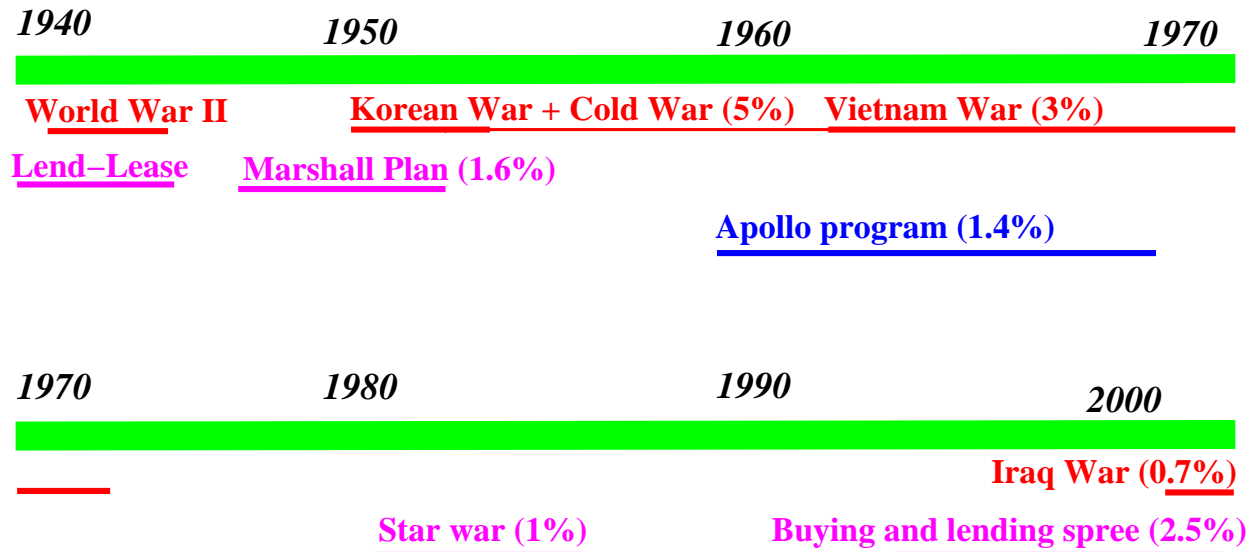 1940 1950 1960 1970
World War II Korean War + Cold War (5%) Vietnam War (3%)
Lend−Lease Marshall Plan (1.6%)
Apollo program (1.4%)
1970 1980 1990 2000
Iraq War (0.7%)
Star war (1%) Buying and lending spree (2.5%)